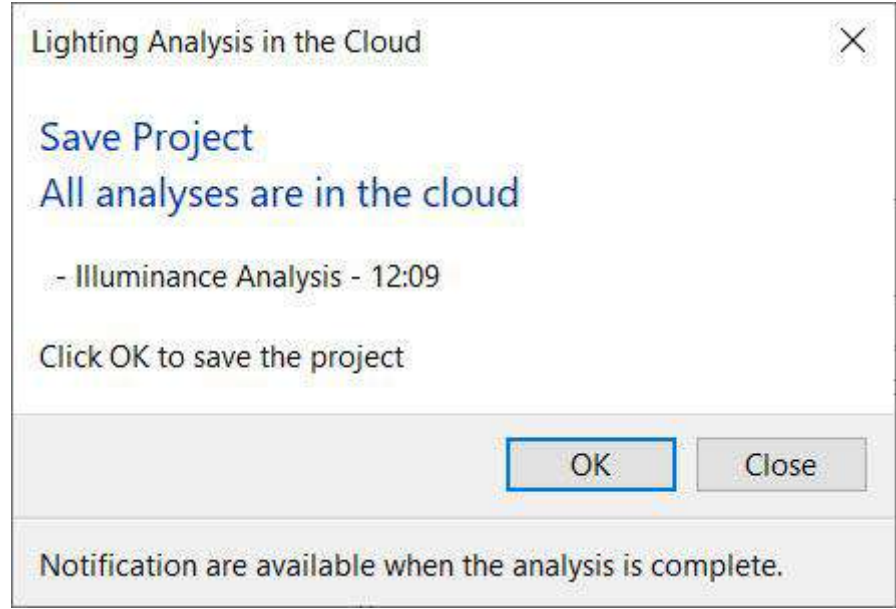 Lighting Analysis in the Cloud
Save Project
All analyses are in the cloud
- Illuminance Analysis - 12:09
Click OK to save the project
OK Close
Notification are available when the analysis is complete.